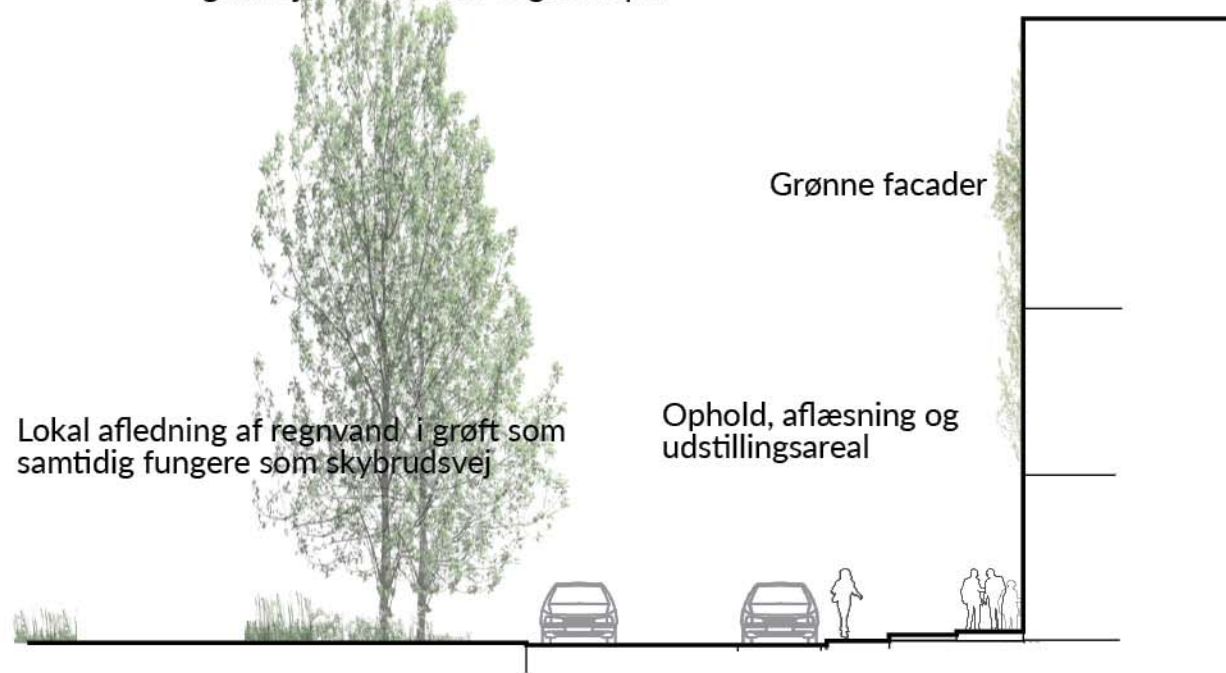 Grønne facader
Ophold, aflæsning og
udstillingsareal
Lokal afledning af regnvand i grøft som
samtidig fungere som skybrudsvej